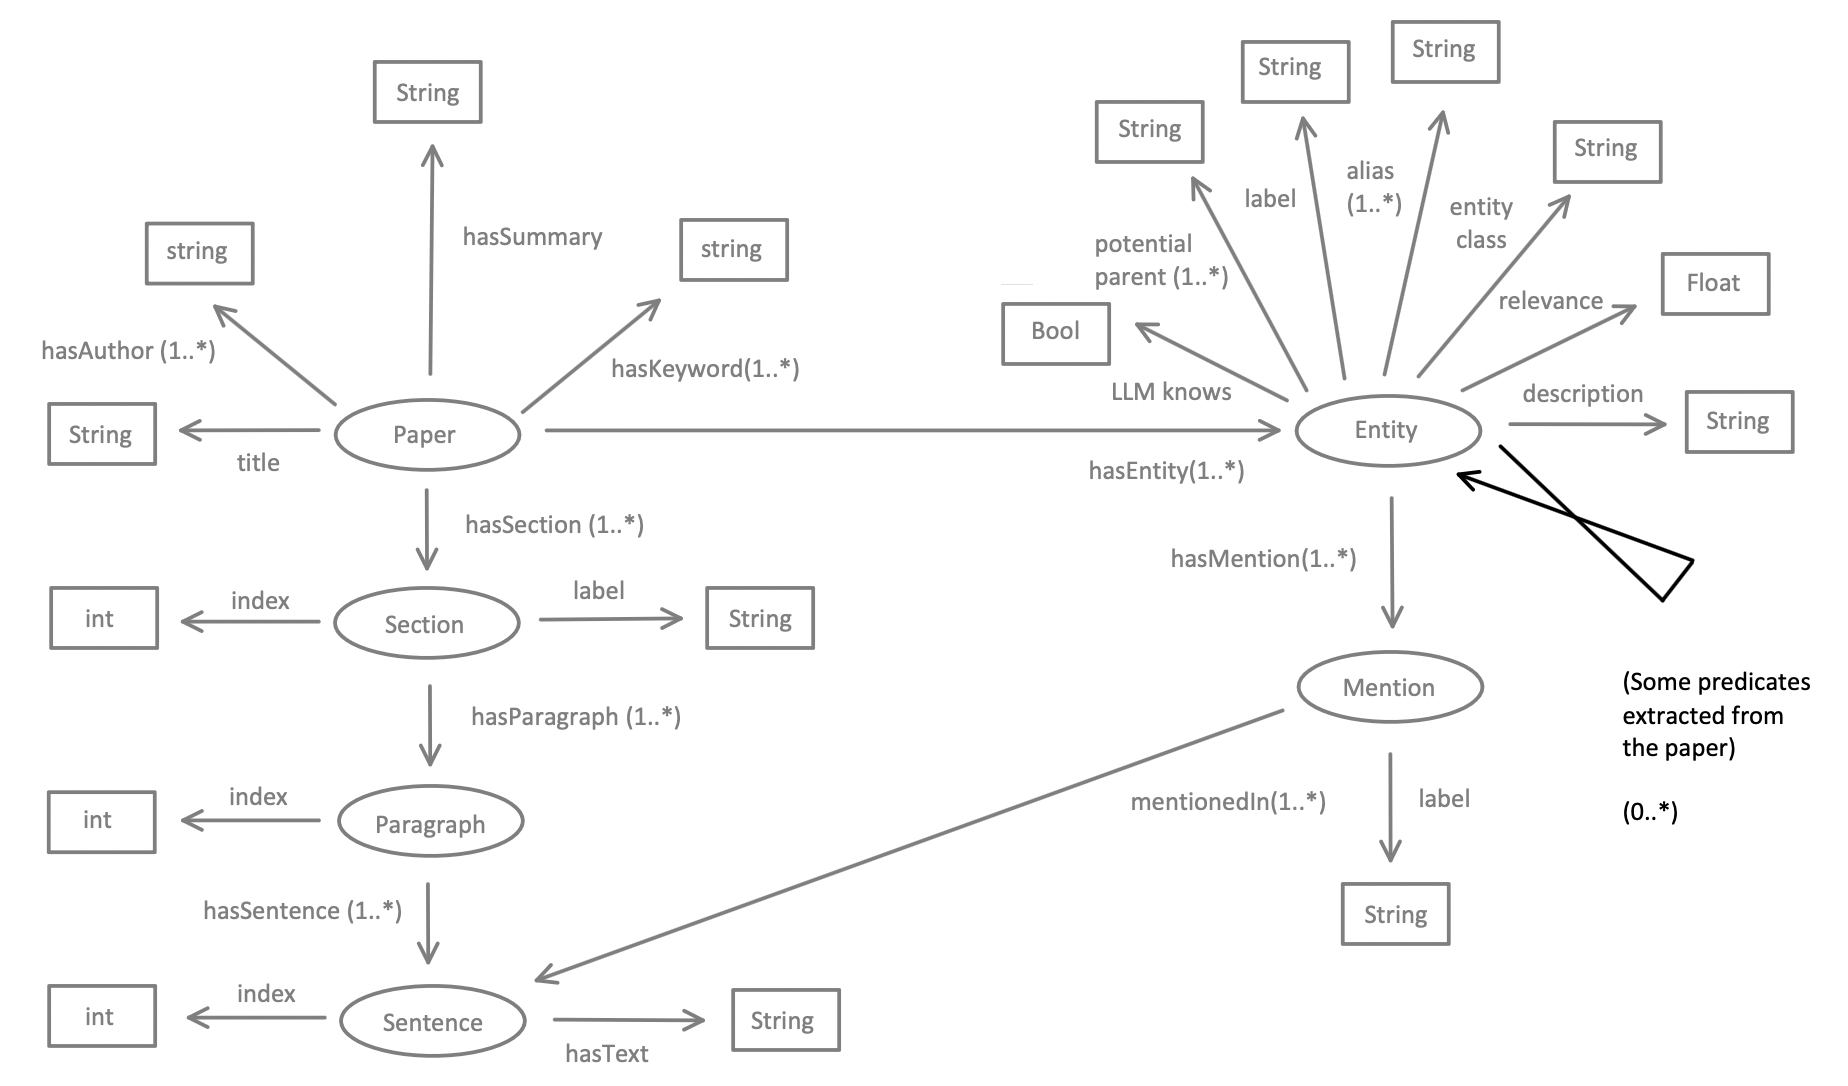 String
String
String
String
String
alias
(1..*)
label
entity
class
hasSummary
string
string
potential
parent (1..*)
Float
relevance
Bool
hasAuthor (1..*)
hasKeyword(1..*)
LLM knows
description
String
Paper
Entity
String
title
hasEntity(1..*)
hasSection (1..*)
hasMention(1..*)
index
label
int
Section
String
(Some predicates
extracted from
the paper)
(0..*)
Mention
hasParagraph (1..*)
index
int
Paragraph
mentionedIn(1..*)
label
hasSentence (1..*)
String
index
int
Sentence
String
hasText